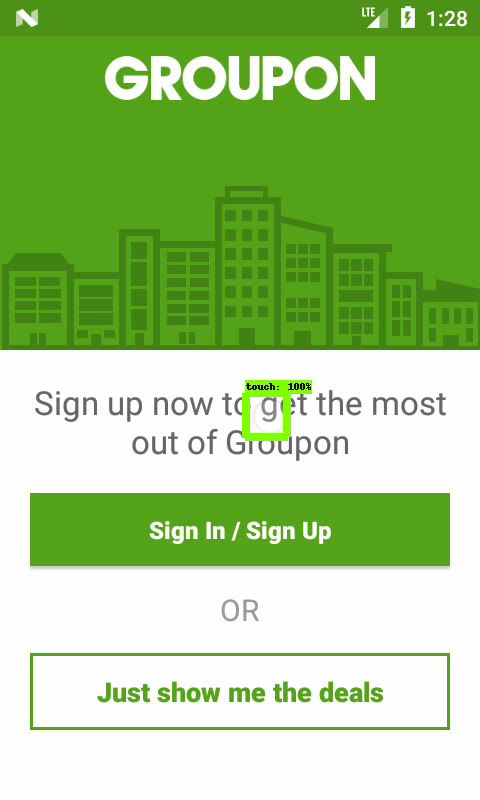 LTE 1:28
GROUPON
touch: 100%
Sign up now to get the most
out of Groupon
Sign In / Sign Up
OR
Just show me the deals